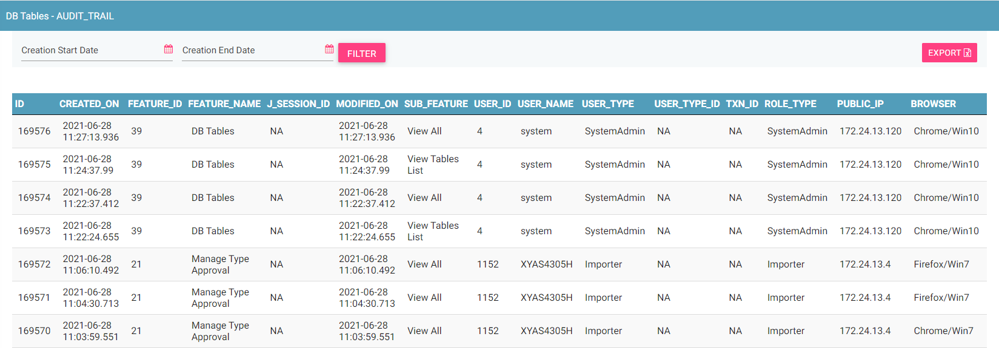 DB Tables - AUDIT_TRAIL
Creation Start Date Creation End Date FILTER EXPORT
ID CREATED_ON FEATURE_ID FEATURE_NAME J_SESSION_ID MODIFIED_ON SUB_FEATURE USER_ID USER_NAME USER_TYPE USER_TYPE_ID TXN_ID ROLE_TYPE PUBLIC_IP BROWSER
169576 2021-06-28 11:27:13.936 39 DB Tables NA 2021-06-28 11:27:13.936 View All 4 system SystemAdmin NA NA SystemAdmin 172.24.13.120 Chrome/Win10
169575 2021-06-28 11:24:37.99 39 DB Tables NA 2021-06-28 11:24:37.99 View Tables List 4 system SystemAdmin NA NA SystemAdmin 172.24.13.120 Chrome/Win10
169574 2021-06-28 11:22:37.412 39 DB Tables NA 2021-06-28 11:22:37.412 View All 4 system SystemAdmin NA NA SystemAdmin 172.24.13.120 Chrome/Win10
169573 2021-06-28 11:22:24.655 39 DB Tables NA 2021-06-28 11:22:24.655 View Tables List 4 system SystemAdmin NA NA SystemAdmin 172.24.13.120 Chrome/Win10
169572 2021-06-28 11:06:10.492 21 Manage Type Approval NA 2021-06-28 11:06:10.492 View All 1152 XYAS4305H Importer NA NA Importer 172.24.13.4 Firefox/Win7
169571 2021-06-28 11:04:30.713 21 Manage Type Approval NA 2021-06-28 11:04:30.713 View All 1152 XYAS4305H Importer NA NA Importer 172.24.13.4 Firefox/Win7
169570 2021-06-28 11:03:59.551 21 Manage Type Approval NA 2021-06-28 11:03:59.551 View All 1152 XYAS4305H Importer NA NA Importer 172.24.13.4 Chrome/Win7